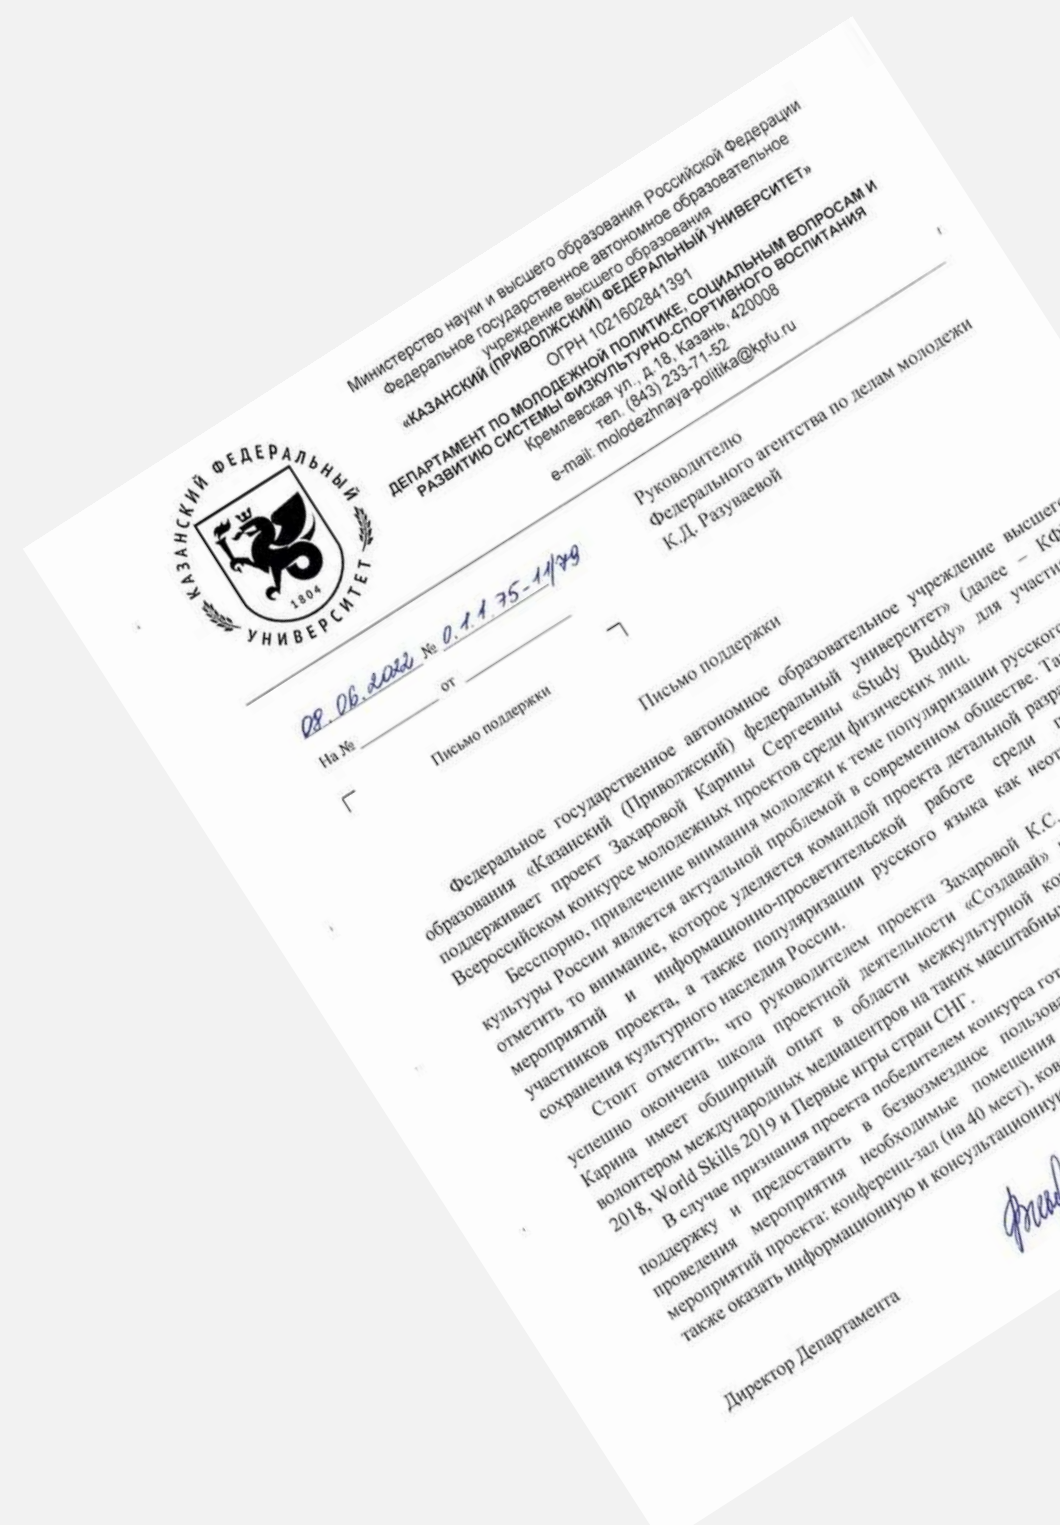 Министерство науки и высшего образования Российской Федерации
Федеральное государственное автономное образовательное
учреждение высшего образования
«КАЗАНСКИЙ (ПРИВОЛЖСКИЙ) ФЕДЕРАЛЬНЫЙ УНИВЕРСИТЕТ»
ОГРН 1021602841391
ДЕПАРТАМЕНТ ПО МОЛОДЕЖНОЙ ПОЛИТИКЕ, СОЦИАЛЬНЫМ ВОПРОСАМ И
РАЗВИТИЮ СИСТЕМЫ ФИЗКУЛЬТУРНО-СПОРТИВНОГО ВОСПИТАНИЯ
Кремлевская ул., д. 18, Казань, 420008
тел. (843) 233-71-52
e-mail: molodezhnaya-politika@kpfu.ru
КАЗАНСКИЙ ФЕДЕРАЛЬНЫЙ
УНИВЕРСИТЕТ
1804
08.06.2022 № 0.1.1.75-11/79
На № от
Письмо поддержки
Руководителю
Федерального агентства по делам молодежи
К.Д. Разуваевой
Письмо поддержки
Федеральное государственное автономное образовательное учреждение высшего
образования «Казанский (Приволжский) федеральный университет» (далее –
поддерживает проект Захаровой Карины Сергеевны «Study Buddy» для
Всероссийском конкурсе молодежных проектов среди физических лиц.
Бесспорно, привлечение внимания молодежи к теме популяризации русского
культуры России является актуальной проблемой в современном обществе.
отметить то внимание, которое уделяется командой проекта детальной
мероприятий и информационно-просветительской работе среди
участников проекта, а также популяризации русского языка как
сохранения культурного наследия России.
Стоит отметить, что руководителем проекта Захаровой К.С.
успешно окончена школа проектной деятельности «Создавай»
Карина имеет обширный опыт в области межкультурной
волонтером международных медиацентров на таких
2018, World Skills 2019 и Первые игры стран СНГ.
В случае признания проекта победителем конкурса
поддержку и предоставить в безвозмездное
проведения мероприятия необходимые помещения
мероприятий проекта: конференц-зал (на 40 мест),
также оказать информационную и консультационную
Директор Департамента